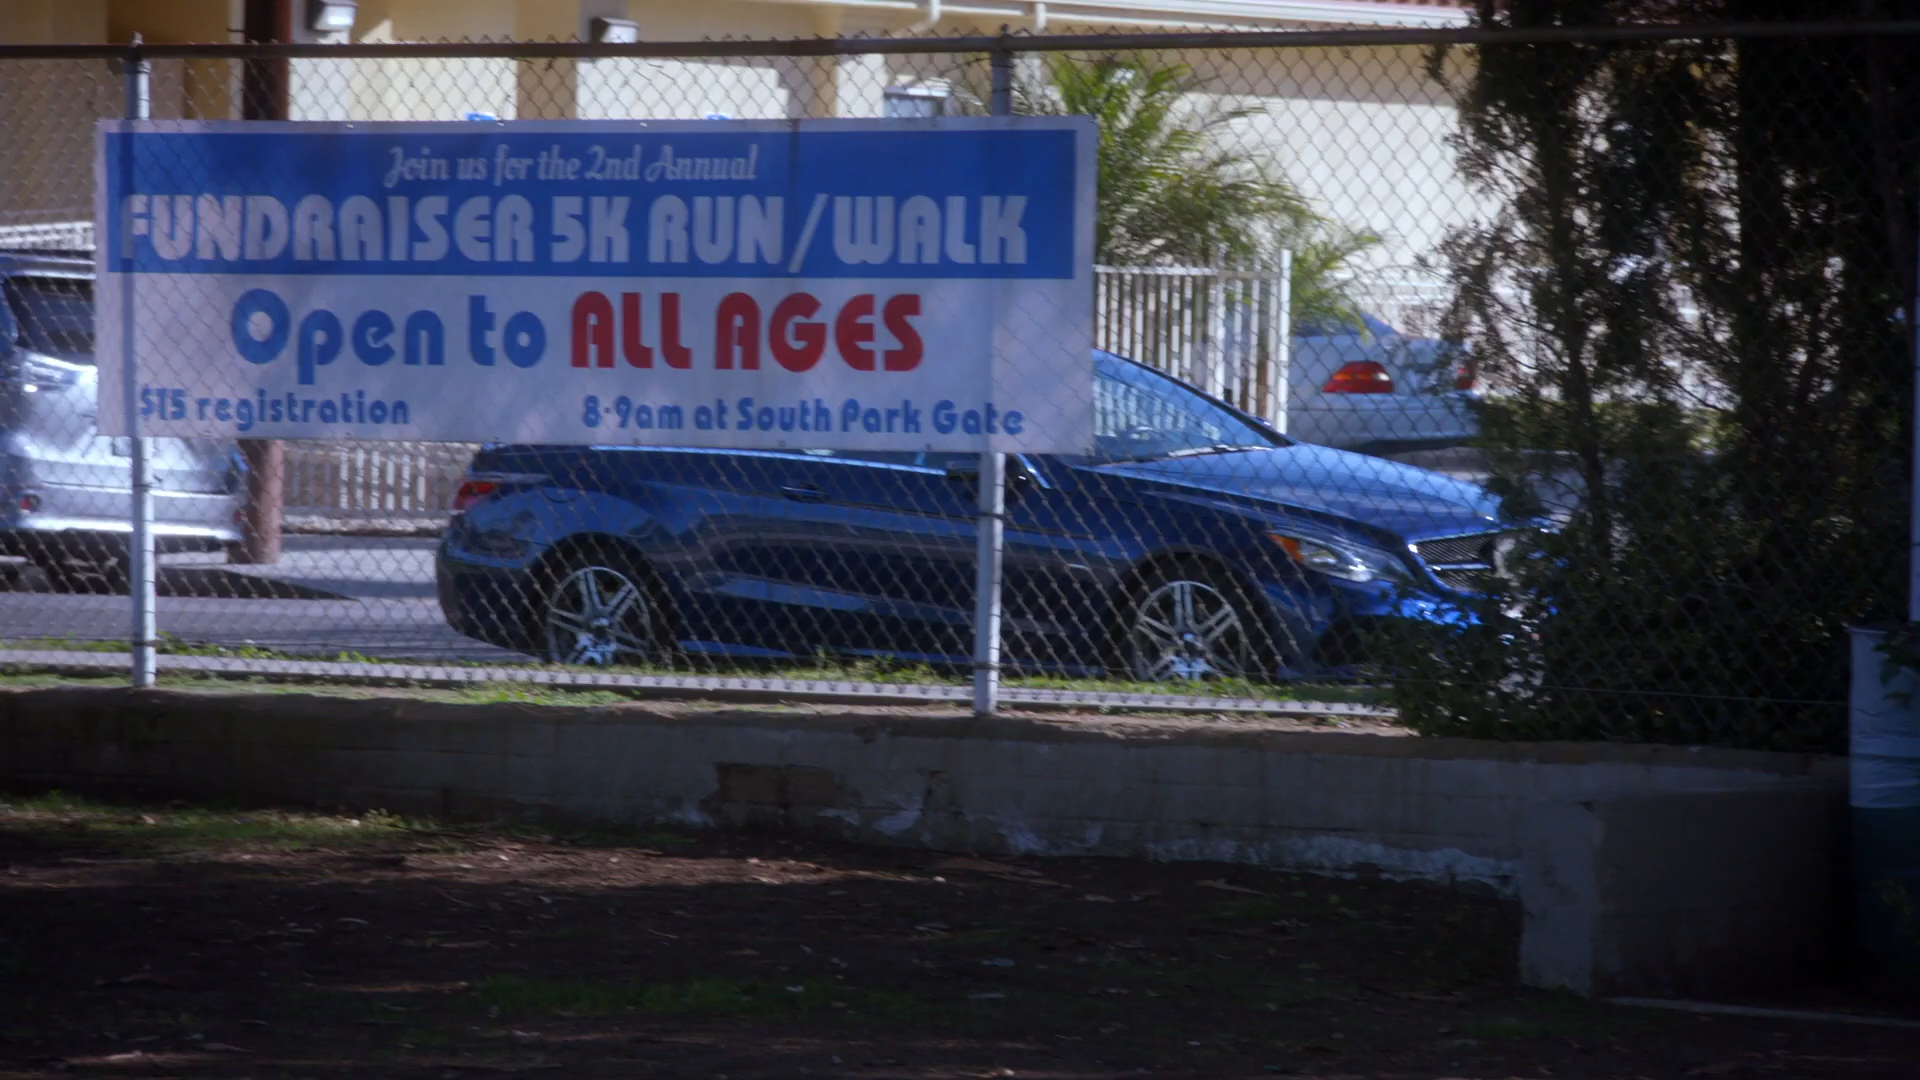 Join us for the 2nd Annual
FUNDRAISER 5K RUN/WALK
Open to ALL AGES
$15 registration 8-9am at South Park Gate